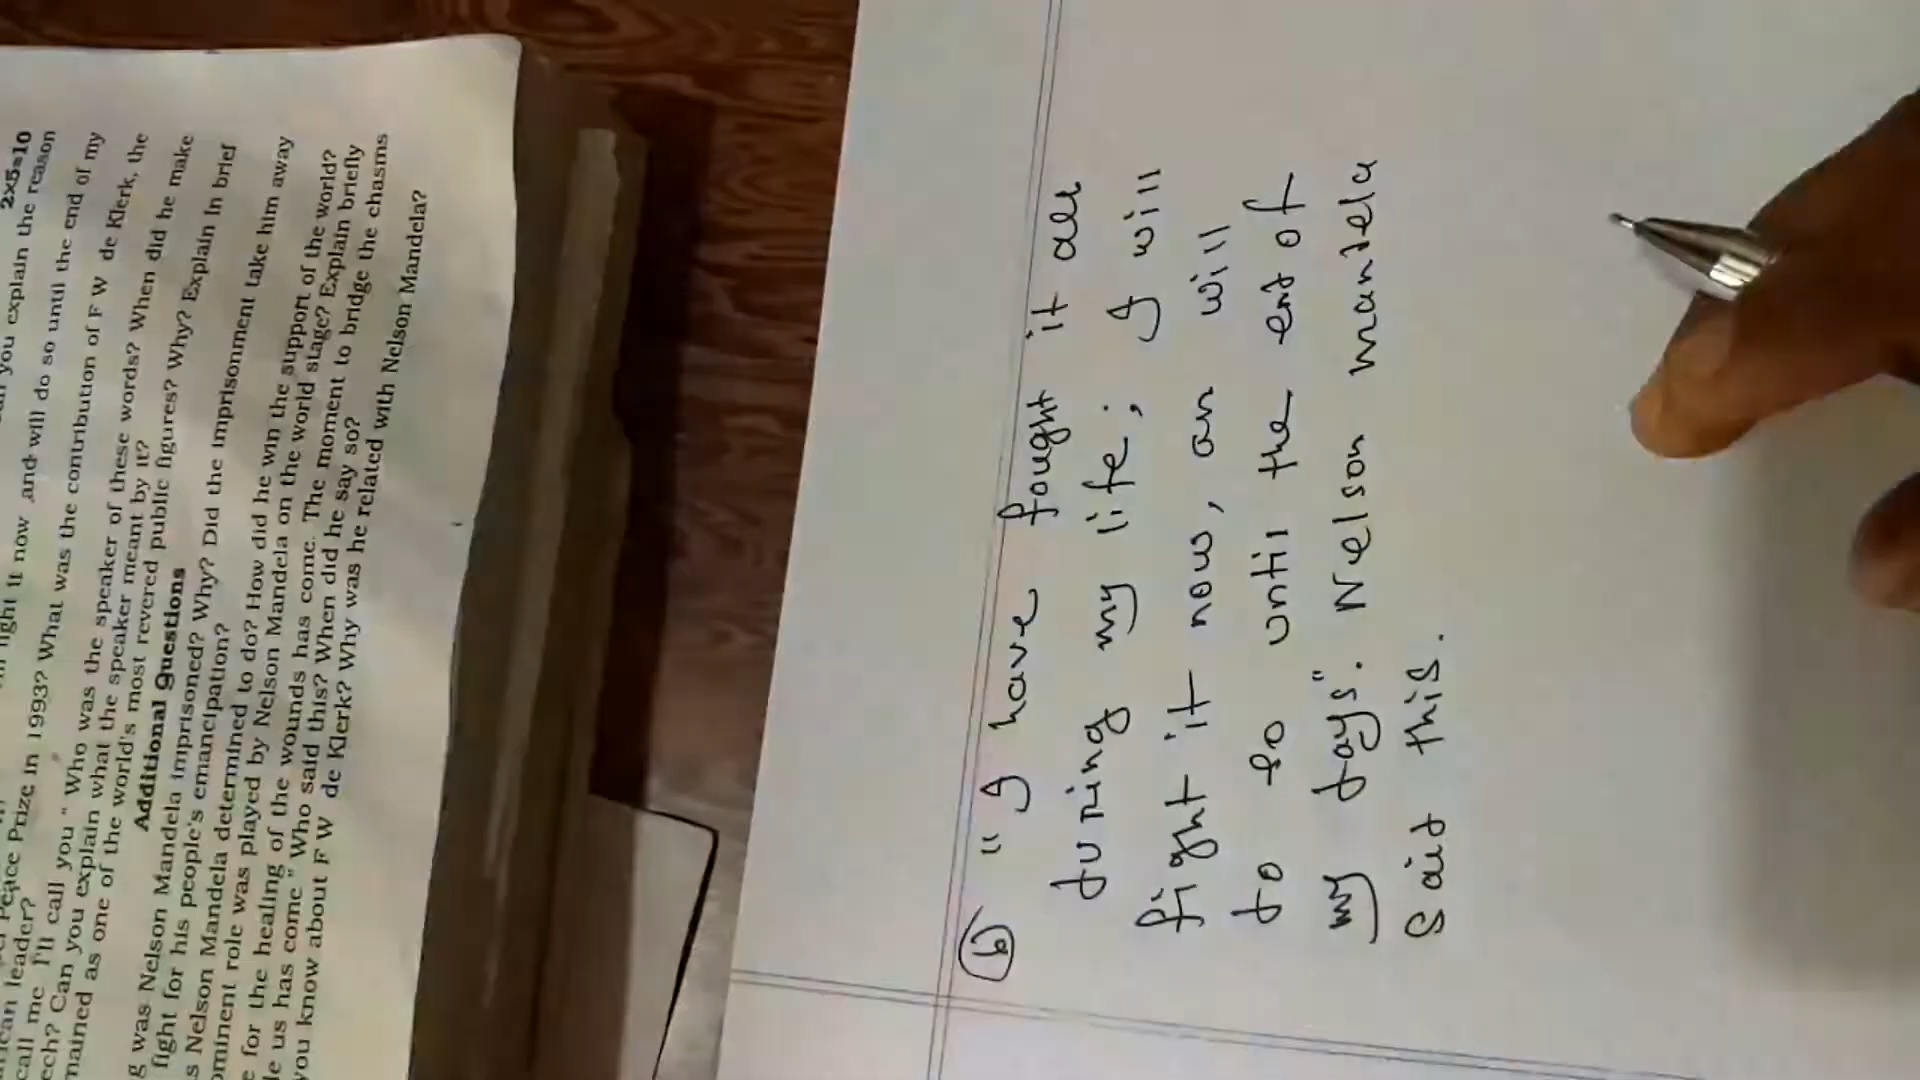 2x5=10
you explain the reason
fight it now and will do so until the end of my
Peace Prize in 1993? What was the contribution of F W de Klerk, the
can leader?
call me I'll call you " Who was the speaker of these words? When did he make
ech? Can you explain what the speaker meant by it?
mained as one of the world's most revered public figures? Why? Explain In brief
Additional Questions
g was Nelson Mandela imprisoned? Why? Did the imprisonment take him away
fight for his people's emancipation?
s Nelson Mandela determined to do? How did he win the support of the world?
ominent role was played by Nelson Mandela on the world stage? Explain briefly
e for the healing of the wounds has come. The moment to bridge the chasms
de us has come " Who said this? When did he say so?
you know about F W de Klerk? Why was he related with Nelson Mandela?
b "I have fought it all
during my life; I will
fight it now, an will
do so until the end of
my days". Nelson mandela
said this.